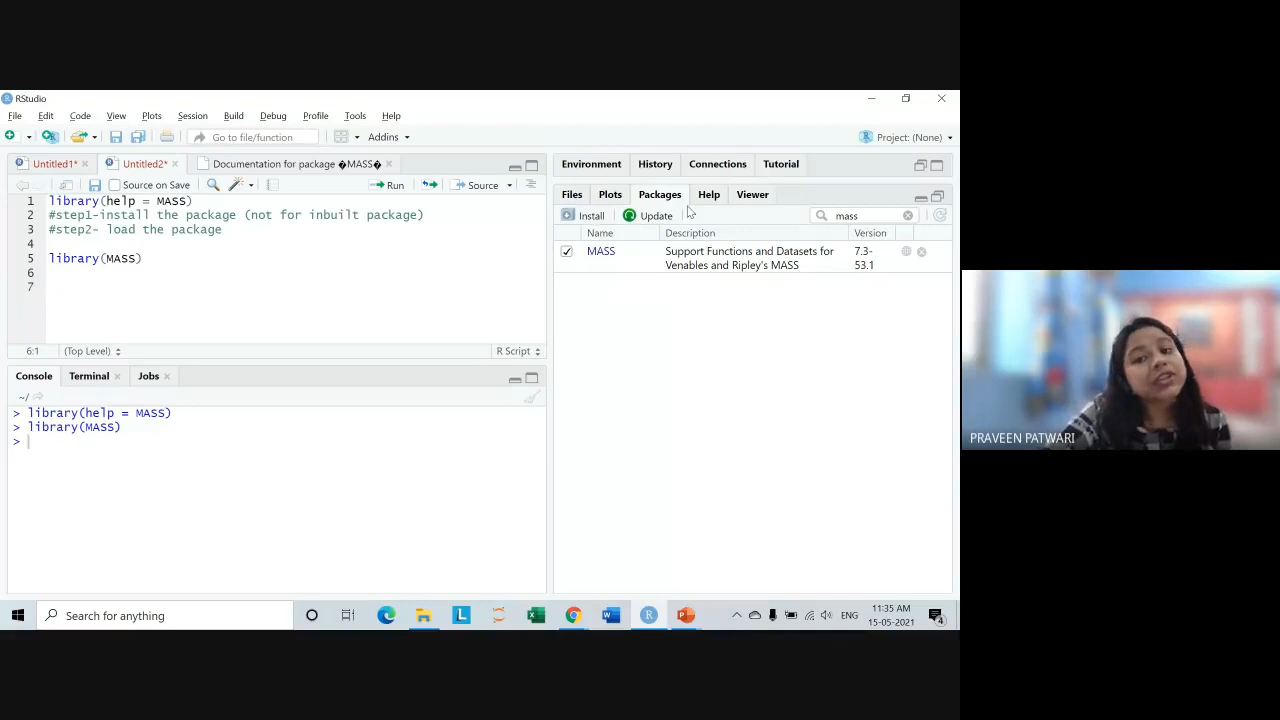 RStudio
File Edit Code View Plots Session Build Debug Profile Tools Help
Go to file/function Addins Project: (None)
Untitled1* Untitled2* Documentation for package �MASS�
Source on Save Run Source
1 library(help = MASS)
2 #step1-install the package (not for inbuilt package)
3 #step2- load the package
4
5 library(MASS)
6
7
6:1 (Top Level) R Script
Console Terminal Jobs
~/
> library(help = MASS)
> library(MASS)
>
Environment History Connections Tutorial
Files Plots Packages Help Viewer
Install Update mass
Name Description Version
MASS Support Functions and Datasets for 7.3-
Venables and Ripley's MASS 53.1
PRAVEEN PATWARI
Search for anything
ENG
11:35 AM
15-05-2021
4